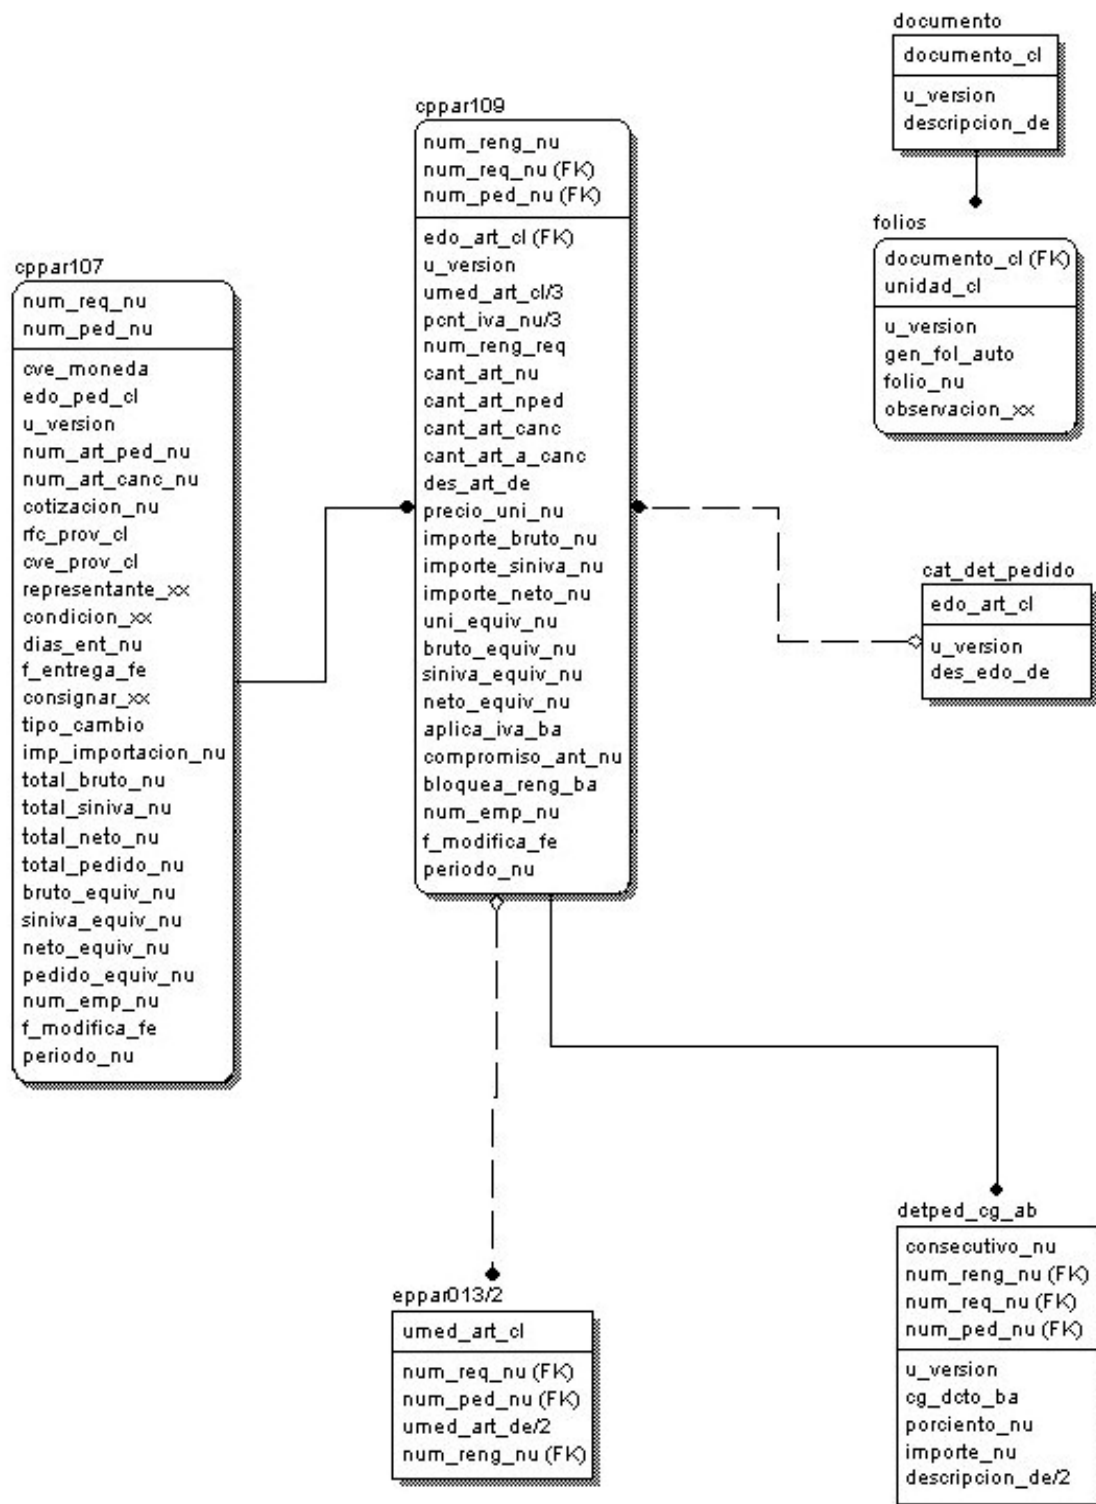 documento
documento_cl
u_version
descripcion_de
folios
documento_cl (FK)
unidad_cl
u_version
gen_fol_auto
folio_nu
observacion_xx
cppar109
num_reng_nu
num_req_nu (FK)
num_ped_nu (FK)
edo_art_cl (FK)
u_version
umed_art_cl/3
pcnt_iva_nu/3
num_reng_req
cant_art_nu
cant_art_nped
cant_art_canc
cant_art_a_canc
des_art_de
precio_uni_nu
importe_bruto_nu
importe_siniva_nu
importe_neto_nu
uni_equiv_nu
bruto_equiv_nu
siniva_equiv_nu
neto_equiv_nu
aplica_iva_ba
compromiso_ant_nu
bloquea_reng_ba
num_emp_nu
f_modifica_fe
periodo_nu
cppar107
num_req_nu
num_ped_nu
cve_moneda
edo_ped_cl
u_version
num_art_ped_nu
num_art_canc_nu
cotizacion_nu
rfc_prov_cl
cve_prov_cl
representante_xx
condicion_xx
dias_ent_nu
f_entrega_fe
consignar_xx
tipo_cambio
imp_importacion_nu
total_bruto_nu
total_siniva_nu
total_neto_nu
total_pedido_nu
bruto_equiv_nu
siniva_equiv_nu
neto_equiv_nu
pedido_equiv_nu
num_emp_nu
f_modifica_fe
periodo_nu
cat_det_pedido
edo_art_cl
u_version
des_edo_de
eppar013/2
umed_art_cl
num_req_nu (FK)
num_ped_nu (FK)
umed_art_de/2
num_reng_nu (FK)
detped_cg_ab
consecutivo_nu
num_reng_nu (FK)
num_req_nu (FK)
num_ped_nu (FK)
u_version
cg_dcto_ba
porciento_nu
importe_nu
descripcion_de/2